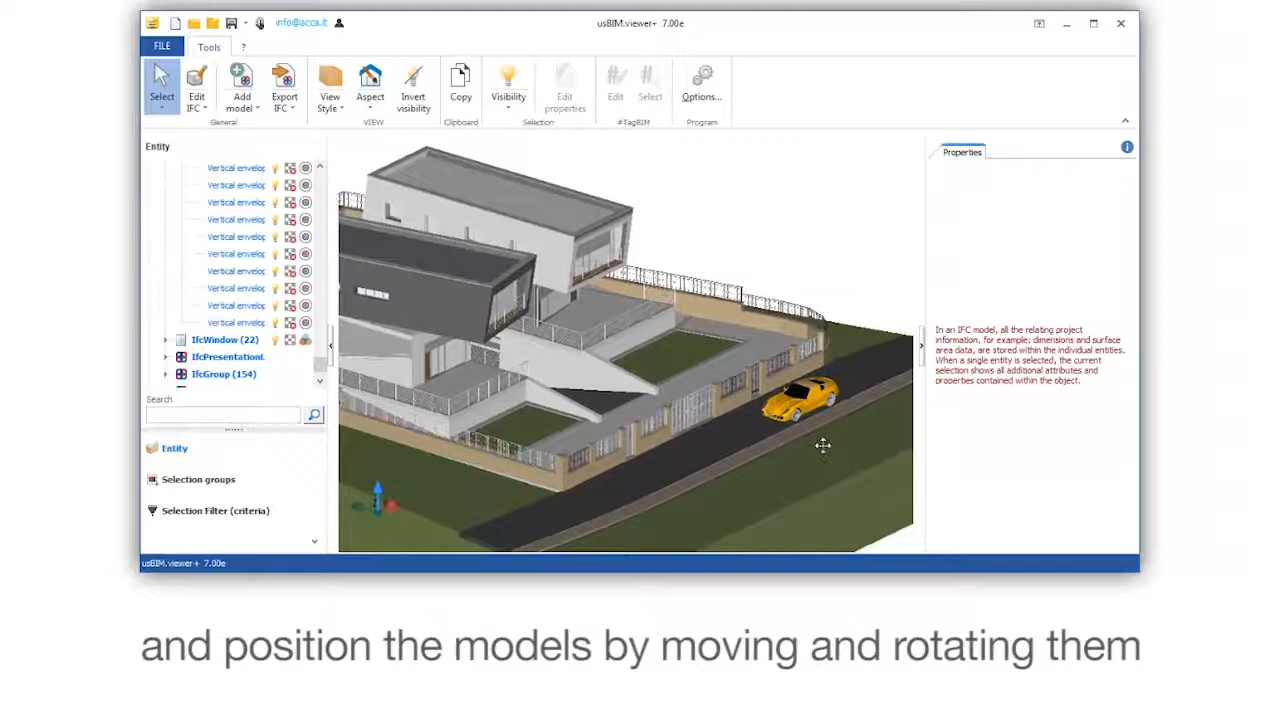 info@acca.it
usBIM.viewer+ 7.00e
FILE
Tools
?
Select
Edit
IFC
Add
model
Export
IFC
View
Style
Aspect
Invert
visibility
Copy
Visibility
Edit
properties
Edit
Select
Options...
General
VIEW
Clipboard
Selection
#TagBIM
Program
Entity
Vertical envelop
Vertical envelop
Vertical envelop
Vertical envelop
Vertical envelop
Vertical envelop
Vertical envelop
Vertical envelop
Vertical envelop
Vertical envelop
IfcWindow (22)
IfcPresentationL
IfcGroup (154)
Search
Entity
Selection groups
Selection Filter (criteria)
Properties
In an IFC model, all the relating project
information, for example: dimensions and surface
area data, are stored within the individual entities.
When a single entity is selected, the current
selection shows all additional attributes and
properties contained within the object.
usBIM.viewer+ 7.00e
and position the models by moving and rotating them